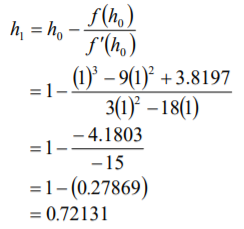 h₁ = h₀ − f(h₀) / f'(h₀)
= 1 − ((1)³ − 9(1)² + 3.8197) / (3(1)² − 18(1))
= 1 − (−4.1803) / (−15)
= 1 − (0.27869)
= 0.72131